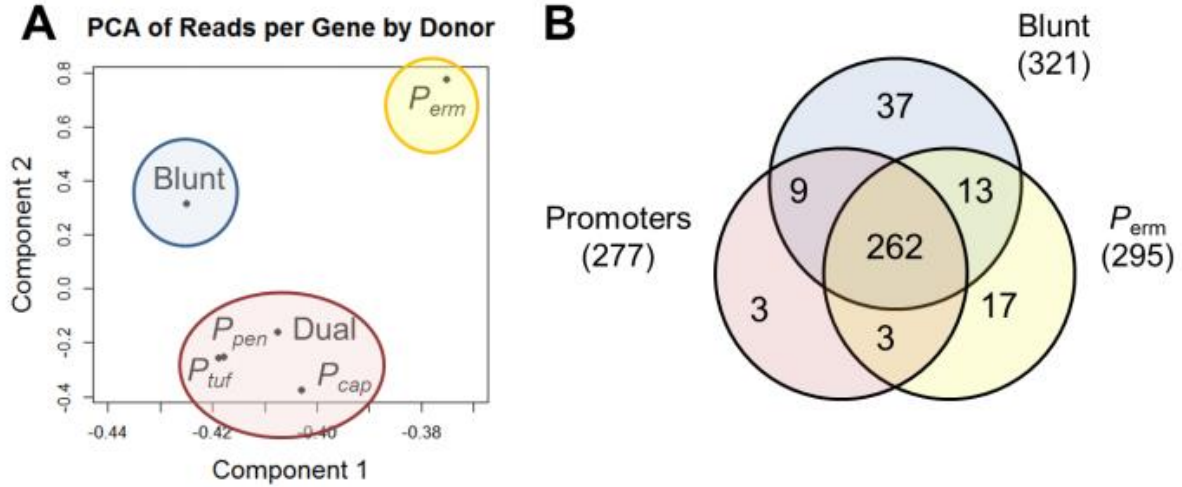 A
PCA of Reads per Gene by Donor
Component 2
0.8
0.6
0.4
0.2
0.0
-0.2
-0.4
Perm
Blunt
Ppen
Dual
Ptuf
Pcap
-0.44
-0.42
-0.40
-0.38
Component 1
B
Blunt
(321)
37
9
13
Promoters
(277)
262
Perm
(295)
3
17
3